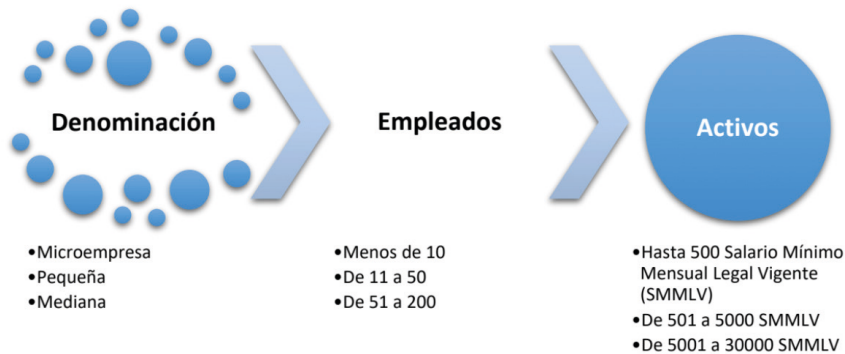 Denominación
Empleados
Activos
•Microempresa
•Pequeña
•Mediana
•Menos de 10
•De 11 a 50
•De 51 a 200
•Hasta 500 Salario Mínimo
Mensual Legal Vigente
(SMMLV)
•De 501 a 5000 SMMLV
•De 5001 a 30000 SMMLV